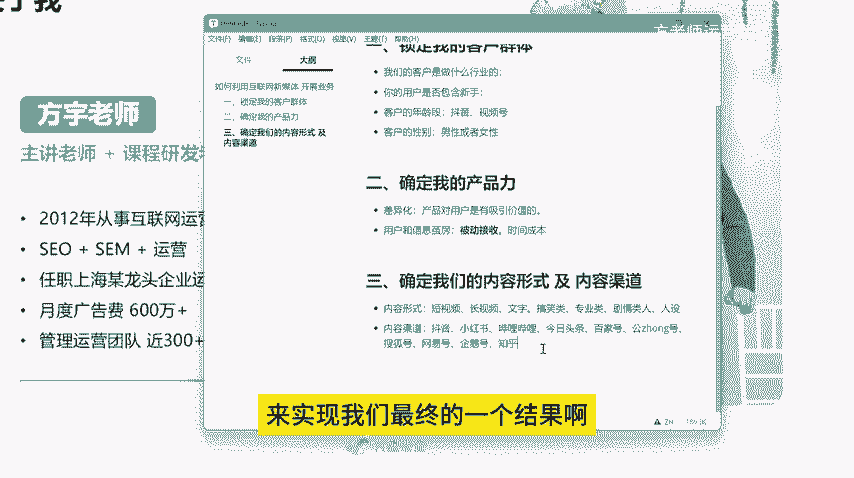 方宇老师
主讲老师 + 课程研发
2012年从事互联网运营
SEO + SEM + 运营
任职上海某龙头企业运
月度广告费 600万+
管理运营团队 近300+
文件(F) 编辑(E) 段落(P) 格式(O) 视图(V) 主题(T) 帮助(H)
文件 大纲
如何利用互联网新媒体 开展业务
一、锁定我的客户群体
二、确定我的产品力
三、确定我们的内容形式 及
内容渠道
一、锁定我的客户群体
我们的客户是做什么行业的；
你的用户是否包含新手；
客户的年龄段：抖音、视频号
客户的性别：男性或者女性
二、确定我的产品力
差异化：产品对用户是有吸引价值的。
用户和信息茧房：被动接收，时间成本
三、确定我们的内容形式 及 内容渠道
内容形式：短视频、长视频、文字。搞笑类、专业类、剧情类人、人设
内容渠道：抖音、小红书、哔哩哔哩、今日头条、百家号、公zhong号、
搜狐号、网易号、企鹅号、知乎
来实现我们最终的一个结果啊